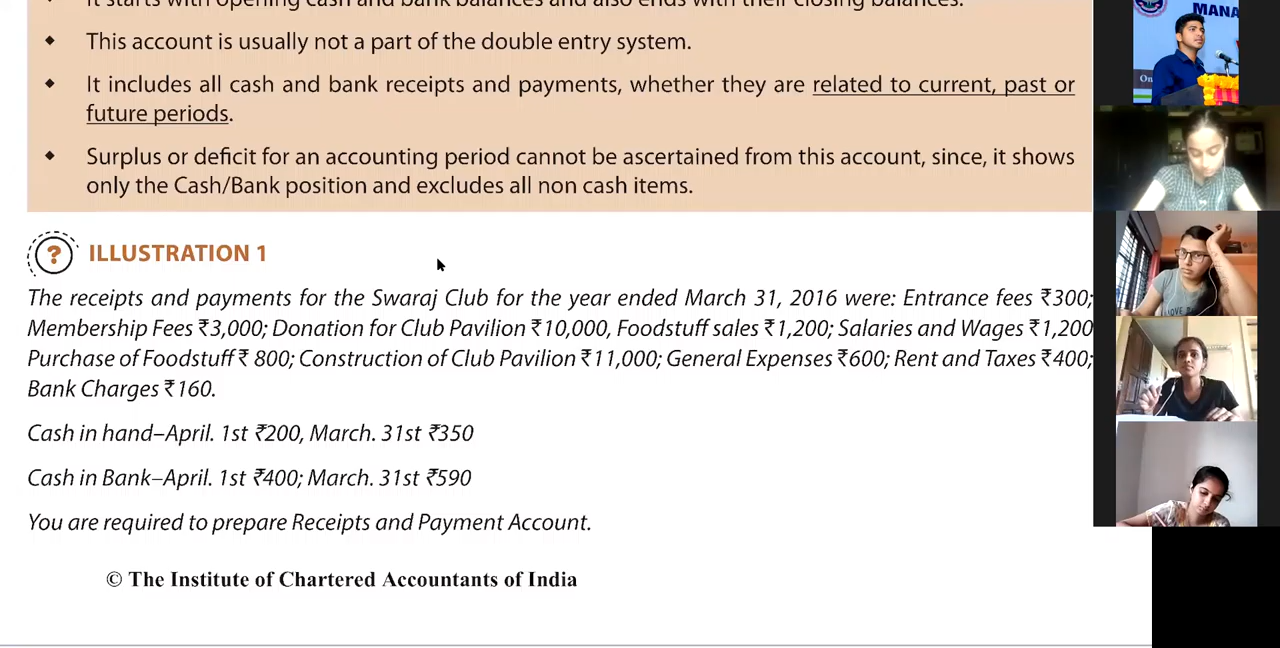 It starts with opening cash and bank balances and also ends with their closing balances.
This account is usually not a part of the double entry system.
It includes all cash and bank receipts and payments, whether they are related to current, past or
future periods.
Surplus or deficit for an accounting period cannot be ascertained from this account, since, it shows
only the Cash/Bank position and excludes all non cash items.
? ILLUSTRATION 1
The receipts and payments for the Swaraj Club for the year ended March 31, 2016 were: Entrance fees ₹300;
Membership Fees ₹3,000; Donation for Club Pavilion ₹10,000, Foodstuff sales ₹1,200; Salaries and Wages ₹1,200
Purchase of Foodstuff ₹ 800; Construction of Club Pavilion ₹11,000; General Expenses ₹600; Rent and Taxes ₹400;
Bank Charges ₹160.
Cash in hand–April. 1st ₹200, March. 31st ₹350
Cash in Bank–April. 1st ₹400; March. 31st ₹590
You are required to prepare Receipts and Payment Account.
© The Institute of Chartered Accountants of India
MANA
On